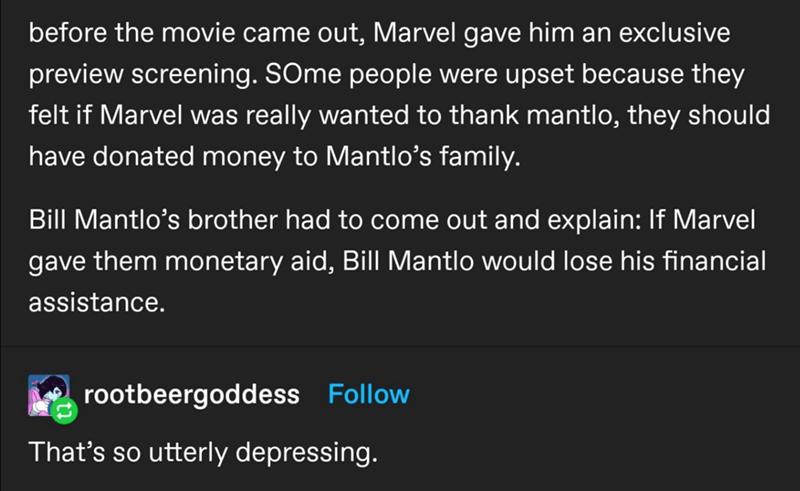 before the movie came out, Marvel gave him an exclusive
preview screening. SOme people were upset because they
felt if Marvel was really wanted to thank mantlo, they should
have donated money to Mantlo’s family.
Bill Mantlo’s brother had to come out and explain: If Marvel
gave them monetary aid, Bill Mantlo would lose his financial
assistance.
rootbeergoddess Follow
That’s so utterly depressing.